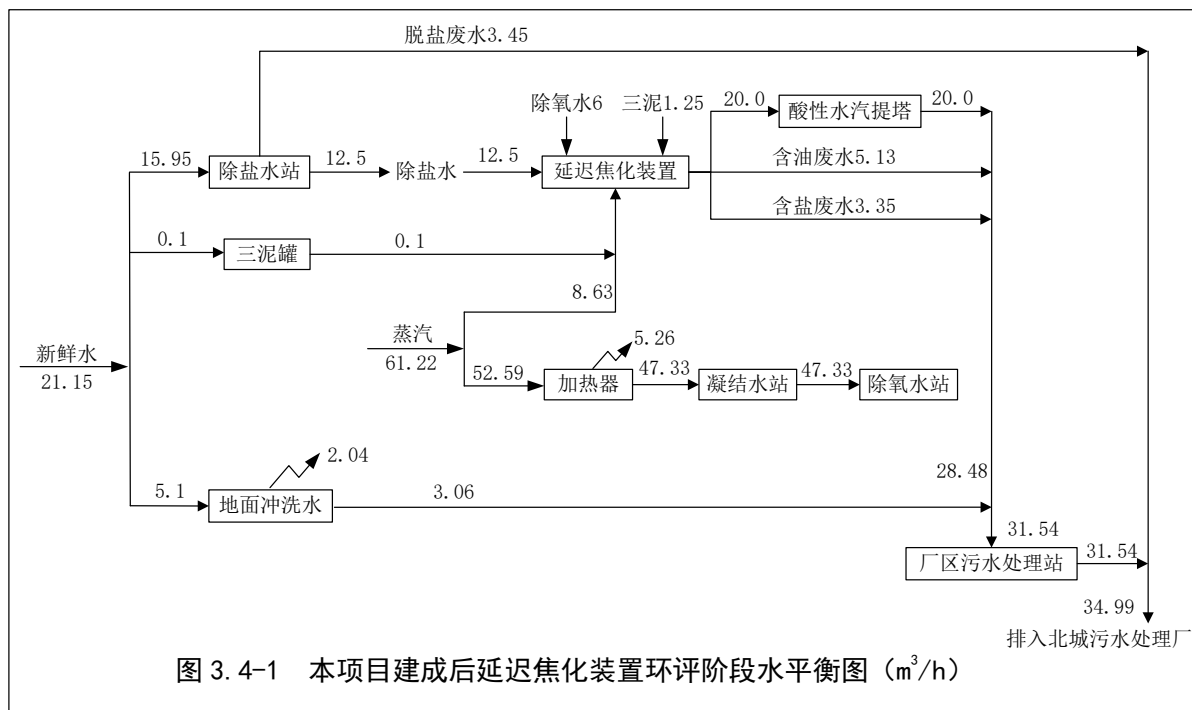 脱盐废水3.45
除氧水6 三泥1.25 20.0 酸性水汽提塔 20.0
15.95 除盐水站 12.5 除盐水 12.5 延迟焦化装置 含油废水5.13
含盐废水3.35
0.1 三泥罐 0.1
8.63
蒸汽 5.26
新鲜水 61.22 47.33 47.33
21.15 52.59 加热器 凝结水站 除氧水站
2.04
28.48
5.1 地面冲洗水 3.06
31.54
厂区污水处理站 31.54
34.99
排入北城污水处理厂
图 3.4-1 本项目建成后延迟焦化装置环评阶段水平衡图（m³/h）